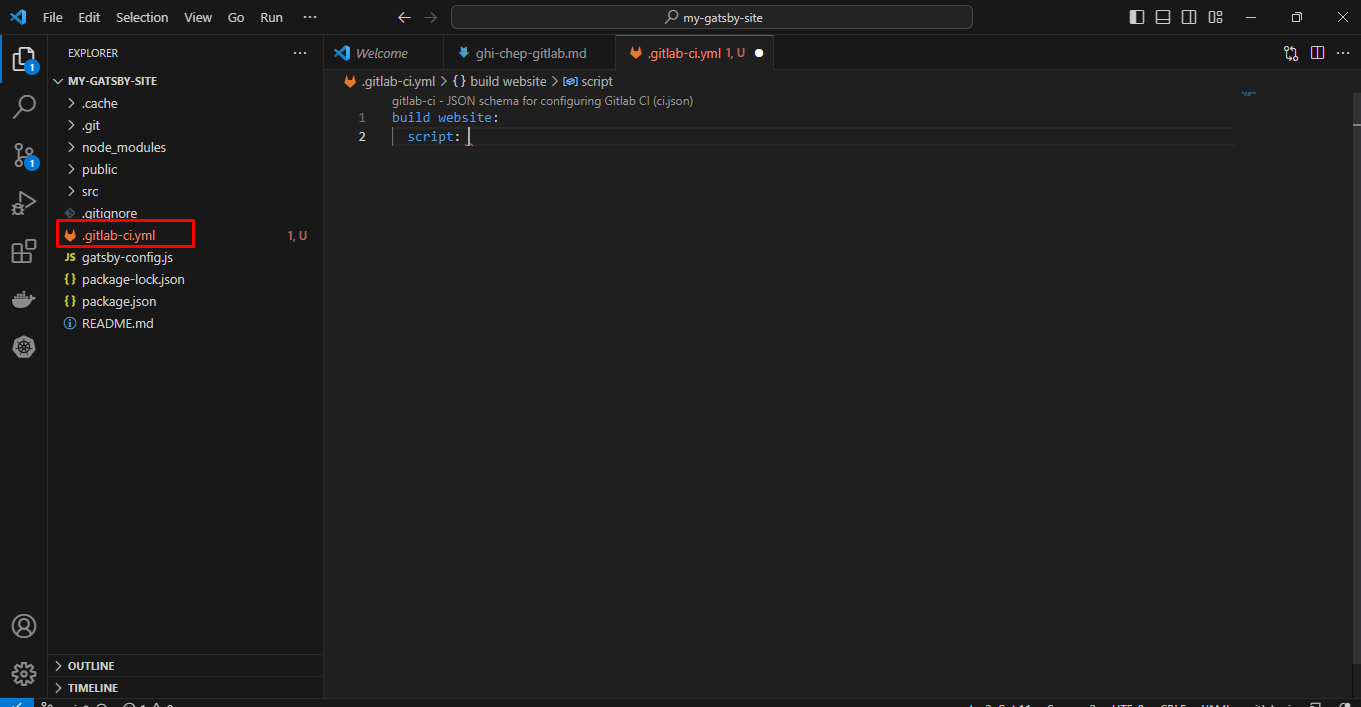 File Edit Selection View Go Run ··· my-gatsby-site
EXPLORER ···
MY-GATSBY-SITE
.cache
.git
node_modules
public
src
.gitignore
.gitlab-ci.yml 1, U
JS gatsby-config.js
{} package-lock.json
{} package.json
README.md
OUTLINE
TIMELINE
1
1
Welcome ghi-chep-gitlab.md .gitlab-ci.yml 1, U
.gitlab-ci.yml > {} build website > script
gitlab-ci - JSON schema for configuring Gitlab CI (ci.json)
1 build website:
2 script: